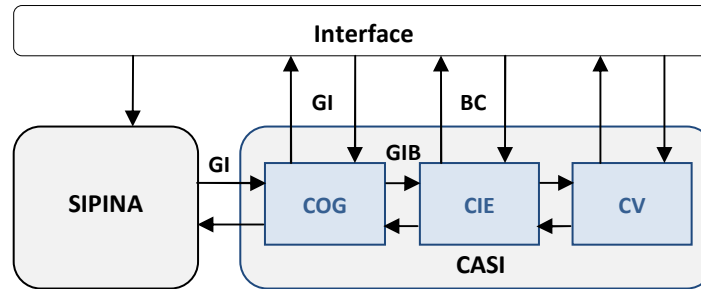 Interface
GI
BC
GI
GIB
SIPINA
COG
CIE
CV
CASI